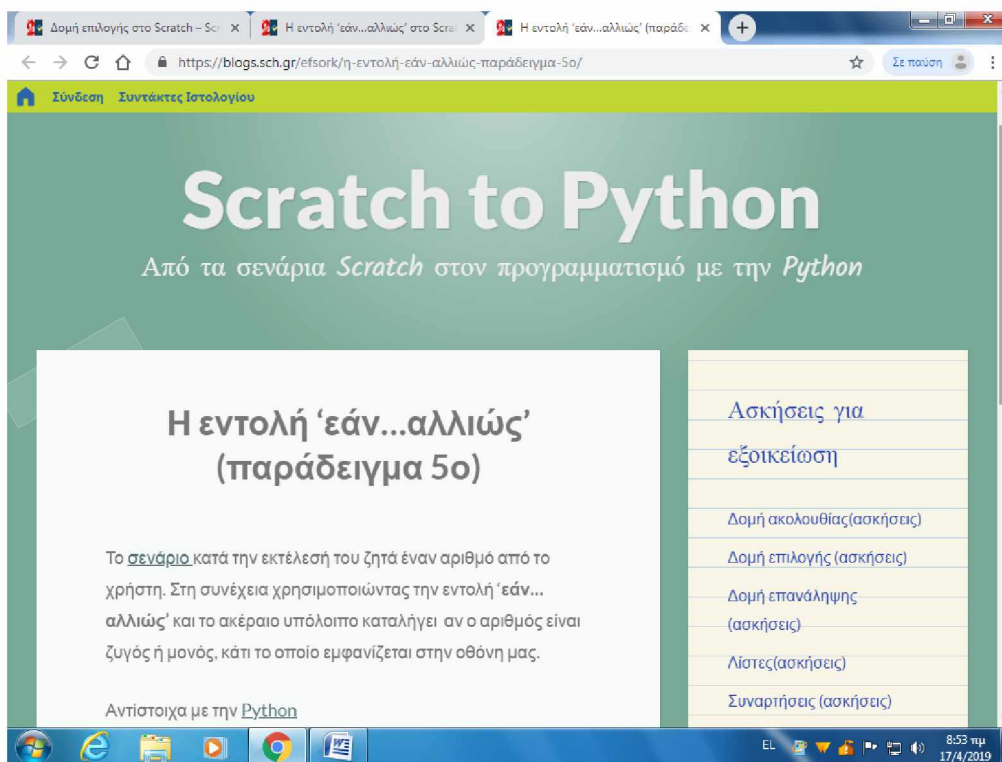 Δομή επιλογής στο Scratch – Sc
Η εντολή 'εάν...αλλιώς' στο Scra
Η εντολή 'εάν...αλλιώς' (παράδε
https://blogs.sch.gr/efsork/η-εντολή-εάν-αλλιώς-παράδειγμα-5ο/
Σε παύση
Σύνδεση Συντάκτες Ιστολογίου
Scratch to Python
Από τα σενάρια Scratch στον προγραμματισμό με την Python
Η εντολή ‘εάν…αλλιώς’
(παράδειγμα 5ο)
Το σενάριο κατά την εκτέλεσή του ζητά έναν αριθμό από το
χρήστη. Στη συνέχεια χρησιμοποιώντας την εντολή ‘εάν…
αλλιώς’ και το ακέραιο υπόλοιπο καταλήγει αν ο αριθμός είναι
ζυγός ή μονός, κάτι το οποίο εμφανίζεται στην οθόνη μας.
Αντίστοιχα με την Python
Ασκήσεις για
εξοικείωση
Δομή ακολουθίας(ασκήσεις)
Δομή επιλογής (ασκήσεις)
Δομή επανάληψης
(ασκήσεις)
Λίστες(ασκήσεις)
Συναρτήσεις (ασκήσεις)
EL
8:53 πμ
17/4/2019